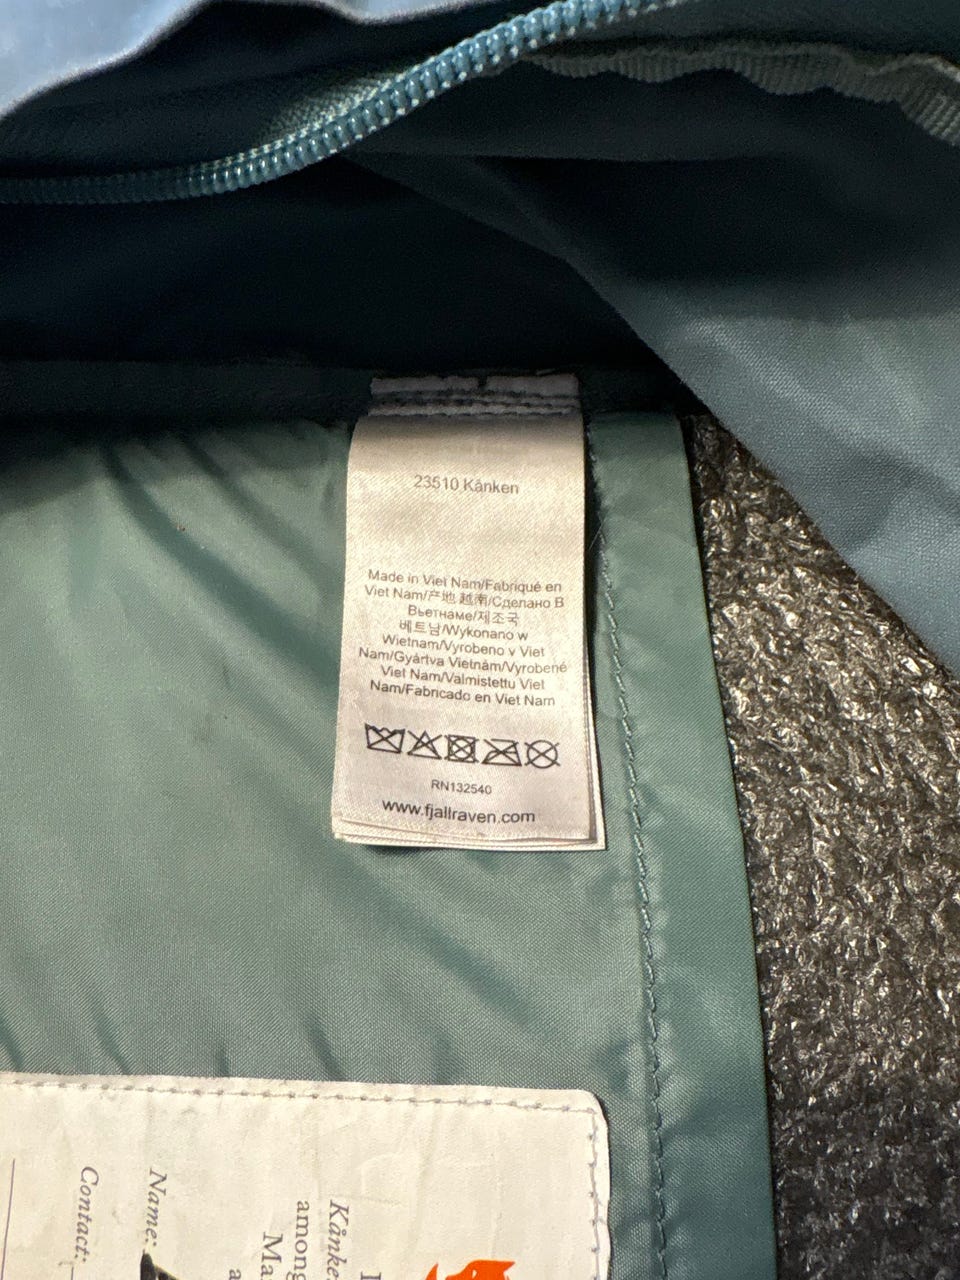 23510 Kånken
Made in Viet Nam/Fabriqué en
Viet Nam/产地 越南/Сделано В
Вьетнаме/제조국
베트남/Wykonano w
Wietnam/Vyrobeno v Viet
Nam/Gyártva Vietnám/Vyrobené
Viet Nam/Valmistettu Viet
Nam/Fabricado en Viet Nam
RN132540
www.fjallraven.com
Kånke
among
Ma
Name:
Contact: